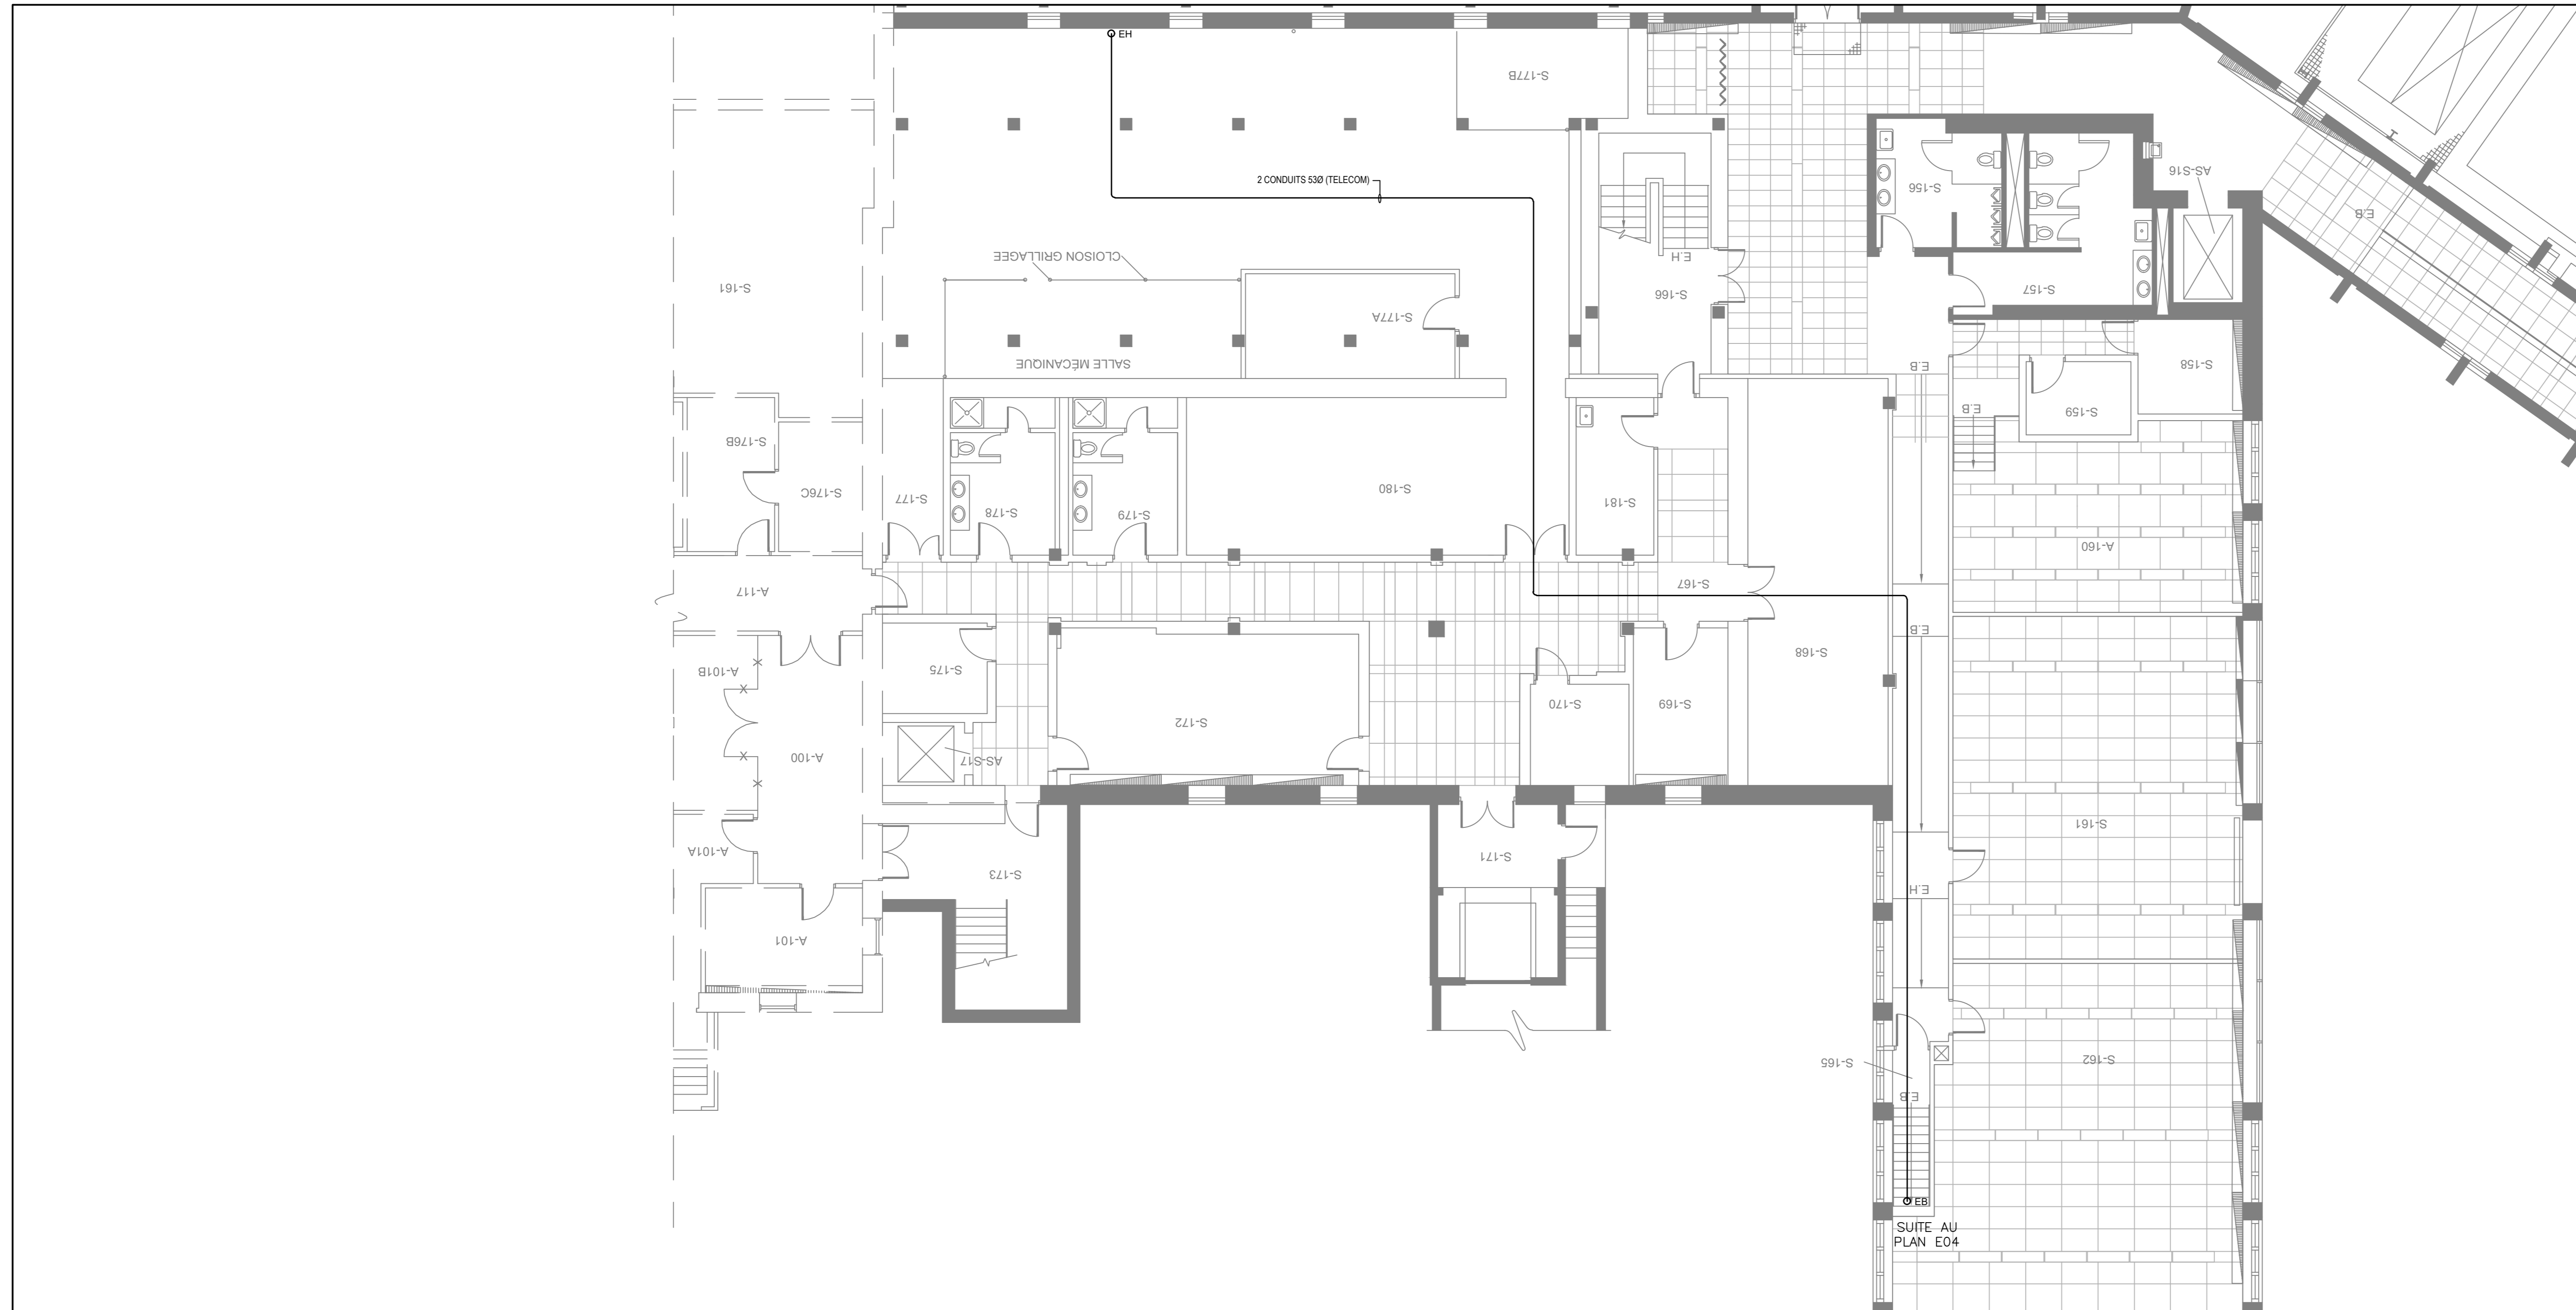 EH
S-177B
2 CONDUITS 53Ø (TELECOM)
AS-S16
S-156
E.B
E.H
CLOISON GRILLAGÉE
S-161
S-166
S-157
S-177A
SALLE MÉCANIQUE
E.B
S-158
E.B
S-159
S-176B
S-176C
S-177
S-178
S-179
S-180
S-181
A-160
A-117
S-167
E.B
A-101B
S-175
S-168
S-172
S-170
S-169
A-100
AS-S17
S-161
A-101A
S-173
S-171
E.H
A-101
S-165
S-162
E.B
EB
SUITE AU
PLAN E04